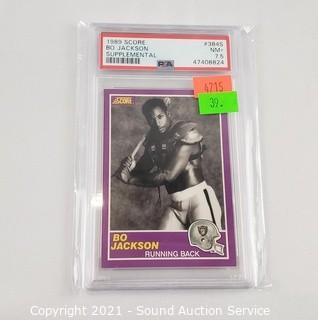 1989 SCORE #384S
BO JACKSON NM+
SUPPLEMENTAL 7.5
PSA 47408824
4715
39.
SCORE
BO
JACKSON
RUNNING BACK
Copyright 2021 - Sound Auction Service